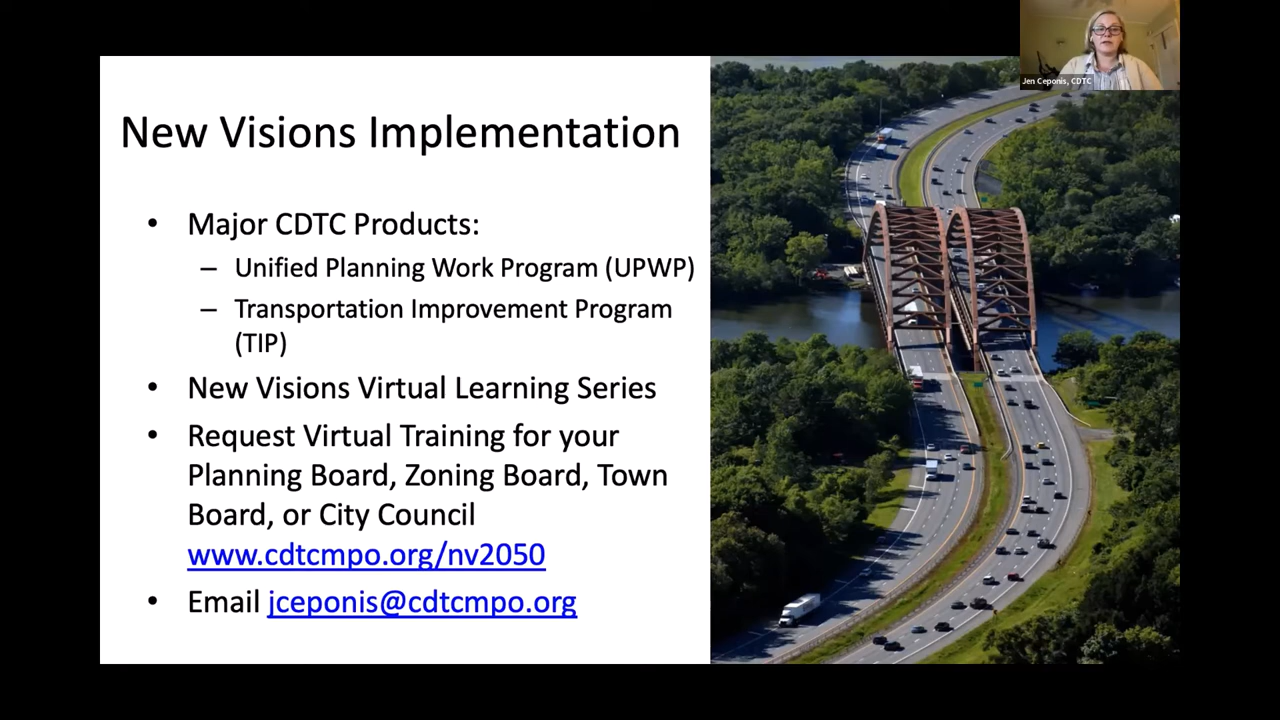 Jen Ceponis, CDTC
New Visions Implementation
• Major CDTC Products:
– Unified Planning Work Program (UPWP)
– Transportation Improvement Program
(TIP)
• New Visions Virtual Learning Series
• Request Virtual Training for your
Planning Board, Zoning Board, Town
Board, or City Council
www.cdtcmpo.org/nv2050
• Email jceponis@cdtcmpo.org